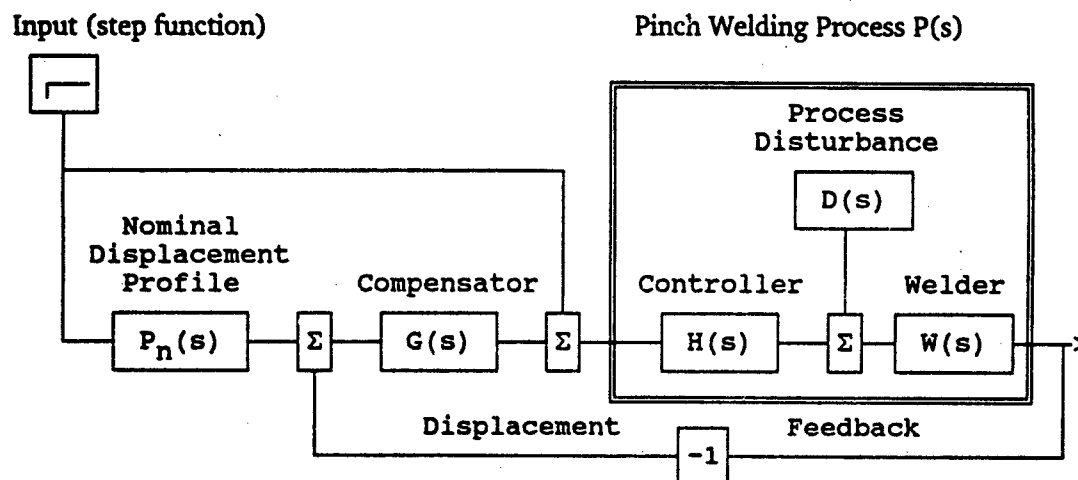 Input (step function)
Pinch Welding Process P(s)
Process
Disturbance
D(s)
Nominal
Displacement
Profile
Compensator
Controller
Welder
Pn(s)
Σ
G(s)
Σ
H(s)
Σ
W(s)
Displacement
Feedback
-1